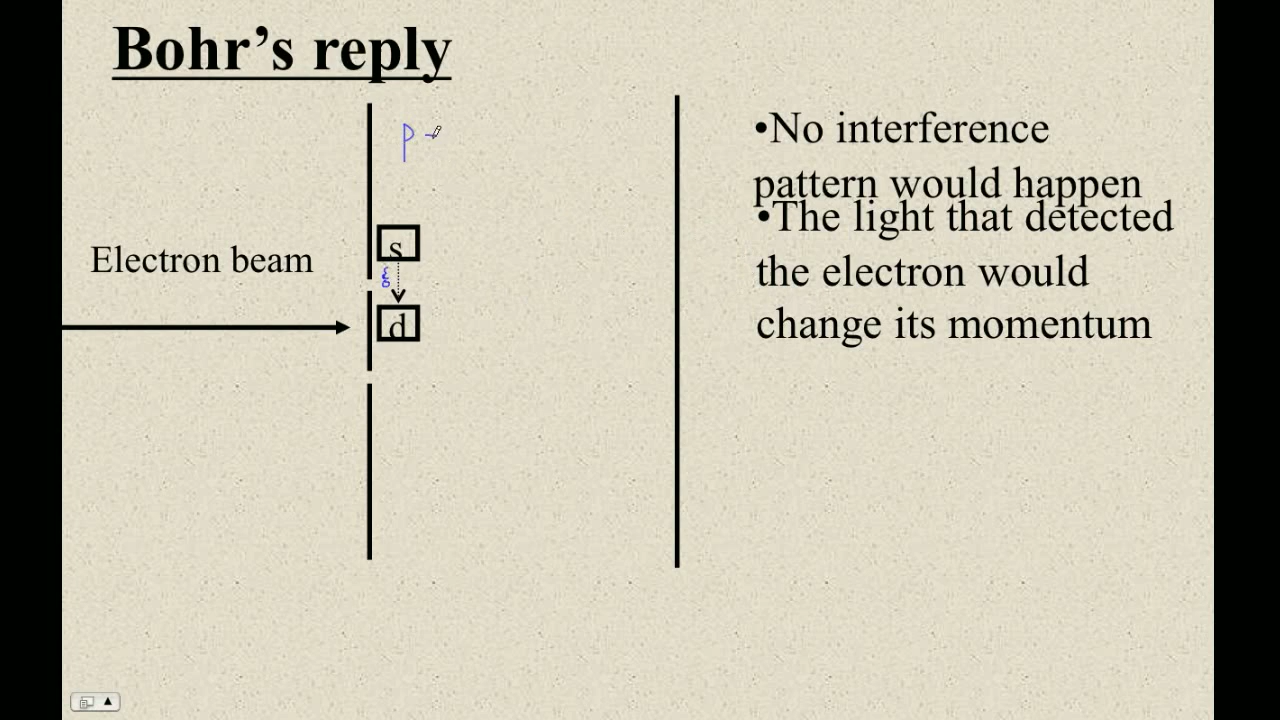 Bohr's reply
P -
•No interference
pattern would happen
•The light that detected
the electron would
change its momentum
s
Electron beam
d